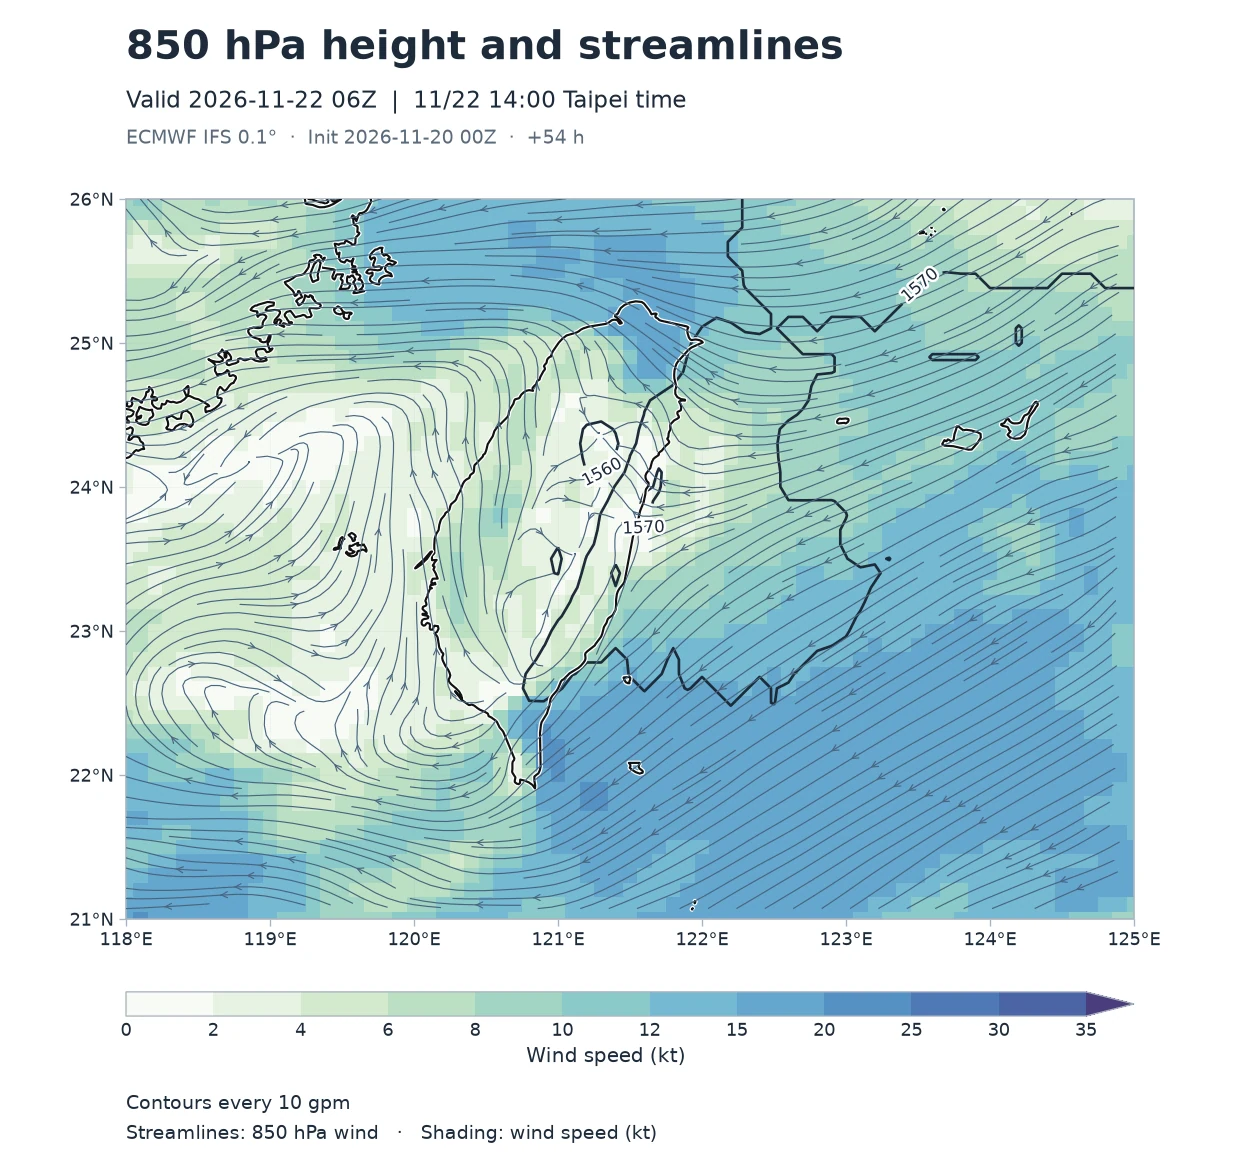 850 hPa height and streamlines
Valid 2026-11-22 06Z | 11/22 14:00 Taipei time
ECMWF IFS 0.1° · Init 2026-11-20 00Z · +54 h
26°N
25°N
24°N
23°N
22°N
21°N
1570
1560
1570
118°E 119°E 120°E 121°E 122°E 123°E 124°E 125°E
0 2 4 6 8 10 12 15 20 25 30 35
Wind speed (kt)
Contours every 10 gpm
Streamlines: 850 hPa wind · Shading: wind speed (kt)